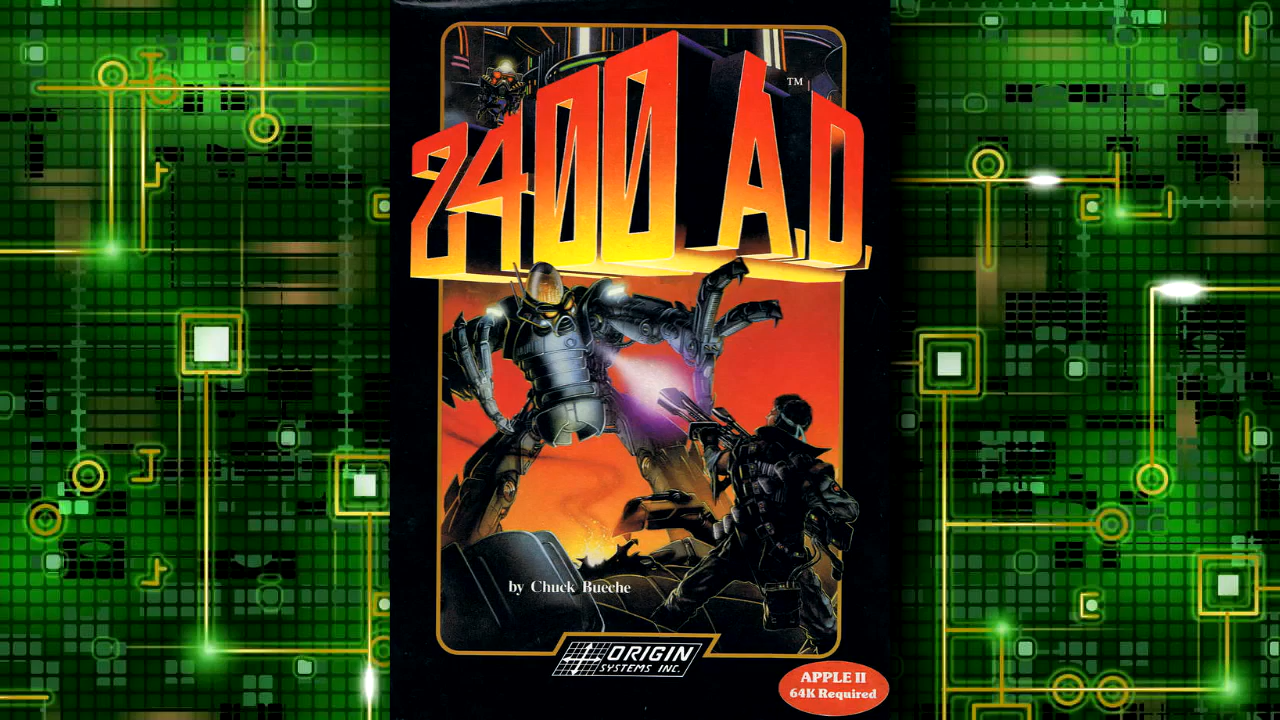 2400 A.D.™
by Chuck Bueche
ORIGIN
SYSTEMS INC.
APPLE II
64K Required